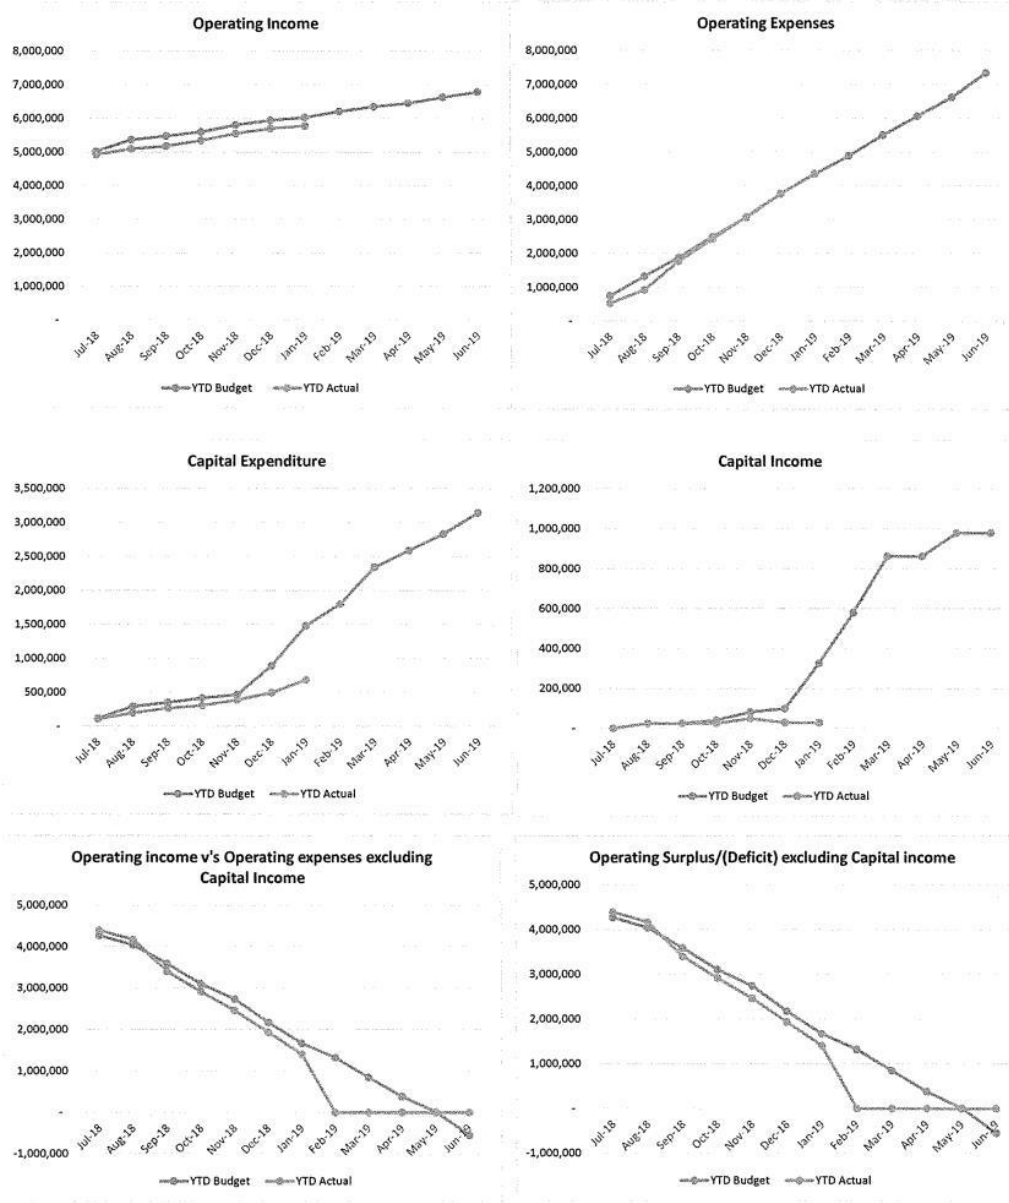 Operating Income
8,000,000
7,000,000
6,000,000
5,000,000
4,000,000
3,000,000
2,000,000
1,000,000
-
Jul-18 Aug-18 Sep-18 Oct-18 Nov-18 Dec-18 Jan-19 Feb-19 Mar-19 Apr-19 May-19 Jun-19
YTD Budget YTD Actual
Operating Expenses
8,000,000
7,000,000
6,000,000
5,000,000
4,000,000
3,000,000
2,000,000
1,000,000
-
Jul-18 Aug-18 Sep-18 Oct-18 Nov-18 Dec-18 Jan-19 Feb-19 Mar-19 Apr-19 May-19 Jun-19
YTD Budget YTD Actual
Capital Expenditure
3,500,000
3,000,000
2,500,000
2,000,000
1,500,000
1,000,000
500,000
-
Jul-18 Aug-18 Sep-18 Oct-18 Nov-18 Dec-18 Jan-19 Feb-19 Mar-19 Apr-19 May-19 Jun-19
YTD Budget YTD Actual
Capital Income
1,200,000
1,000,000
800,000
600,000
400,000
200,000
-
Jul-18 Aug-18 Sep-18 Oct-18 Nov-18 Dec-18 Jan-19 Feb-19 Mar-19 Apr-19 May-19 Jun-19
YTD Budget YTD Actual
Operating income v's Operating expenses excluding
Capital Income
5,000,000
4,000,000
3,000,000
2,000,000
1,000,000
-
-1,000,000
Jul-18 Aug-18 Sep-18 Oct-18 Nov-18 Dec-18 Jan-19 Feb-19 Mar-19 Apr-19 May-19 Jun-19
YTD Budget YTD Actual
Operating Surplus/(Deficit) excluding Capital income
5,000,000
4,000,000
3,000,000
2,000,000
1,000,000
-
-1,000,000
Jul-18 Aug-18 Sep-18 Oct-18 Nov-18 Dec-18 Jan-19 Feb-19 Mar-19 Apr-19 May-19 Jun-19
YTD Budget YTD Actual